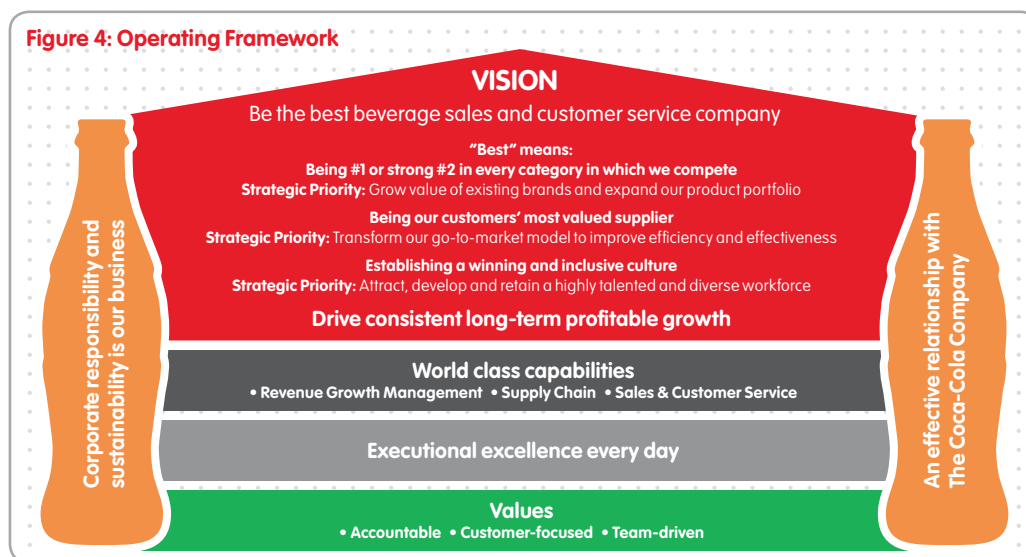 Figure 4: Operating Framework
VISION
Be the best beverage sales and customer service company
"Best" means:
Being #1 or strong #2 in every category in which we compete
Strategic Priority: Grow value of existing brands and expand our product portfolio
Being our customers' most valued supplier
Strategic Priority: Transform our go-to-market model to improve efficiency and effectiveness
Establishing a winning and inclusive culture
Strategic Priority: Attract, develop and retain a highly talented and diverse workforce
Drive consistent long-term profitable growth
World class capabilities
• Revenue Growth Management • Supply Chain • Sales & Customer Service
Executional excellence every day
Values
• Accountable • Customer-focused • Team-driven
Corporate responsibility and
sustainability is our business
An effective relationship with
The Coca-Cola Company